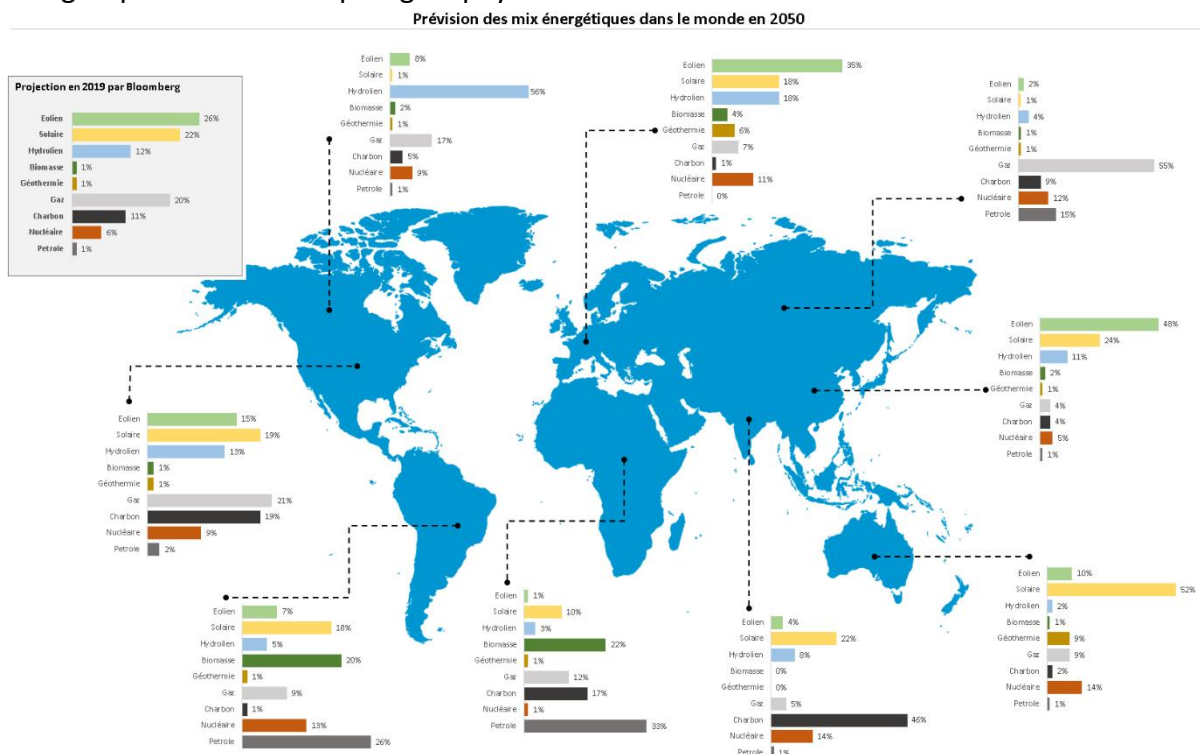 Prévision des mix énergétiques dans le monde en 2050
Projection en 2019 par Bloomberg
Eolien 26%
Solaire 22%
Hydrolien 12%
Biomasse 1%
Géothermie 1%
Gaz 20%
Charbon 11%
Nucléaire 6%
Petrole 1%
Eolien 8%
Solaire 1%
Hydrolien 56%
Biomasse 2%
Géothermie 1%
Gaz 17%
Charbon 5%
Nucléaire 9%
Petrole 1%
Eolien 35%
Solaire 18%
Hydrolien 18%
Biomasse 4%
Géothermie 6%
Gaz 7%
Charbon 1%
Nucléaire 11%
Petrole 0%
Eolien 2%
Solaire 1%
Hydrolien 4%
Biomasse 1%
Géothermie 1%
Gaz 55%
Charbon 9%
Nucléaire 12%
Petrole 15%
Eolien 48%
Solaire 24%
Hydrolien 11%
Biomasse 2%
Géothermie 1%
Gaz 4%
Charbon 4%
Nucléaire 5%
Petrole 1%
Eolien 15%
Solaire 19%
Hydrolien 13%
Biomasse 1%
Géothermie 1%
Gaz 21%
Charbon 19%
Nucléaire 9%
Petrole 2%
Eolien 7%
Solaire 18%
Hydrolien 5%
Biomasse 20%
Géothermie 1%
Gaz 9%
Charbon 1%
Nucléaire 13%
Petrole 26%
Eolien 1%
Solaire 10%
Hydrolien 3%
Biomasse 22%
Géothermie 1%
Gaz 12%
Charbon 17%
Nucléaire 1%
Petrole 33%
Eolien 4%
Solaire 22%
Hydrolien 8%
Biomasse 0%
Géothermie 0%
Gaz 5%
Charbon 46%
Nucléaire 14%
Petrole 1%
Eolien 10%
Solaire 52%
Hydrolien 2%
Biomasse 1%
Géothermie 9%
Gaz 9%
Charbon 2%
Nucléaire 14%
Petrole 1%